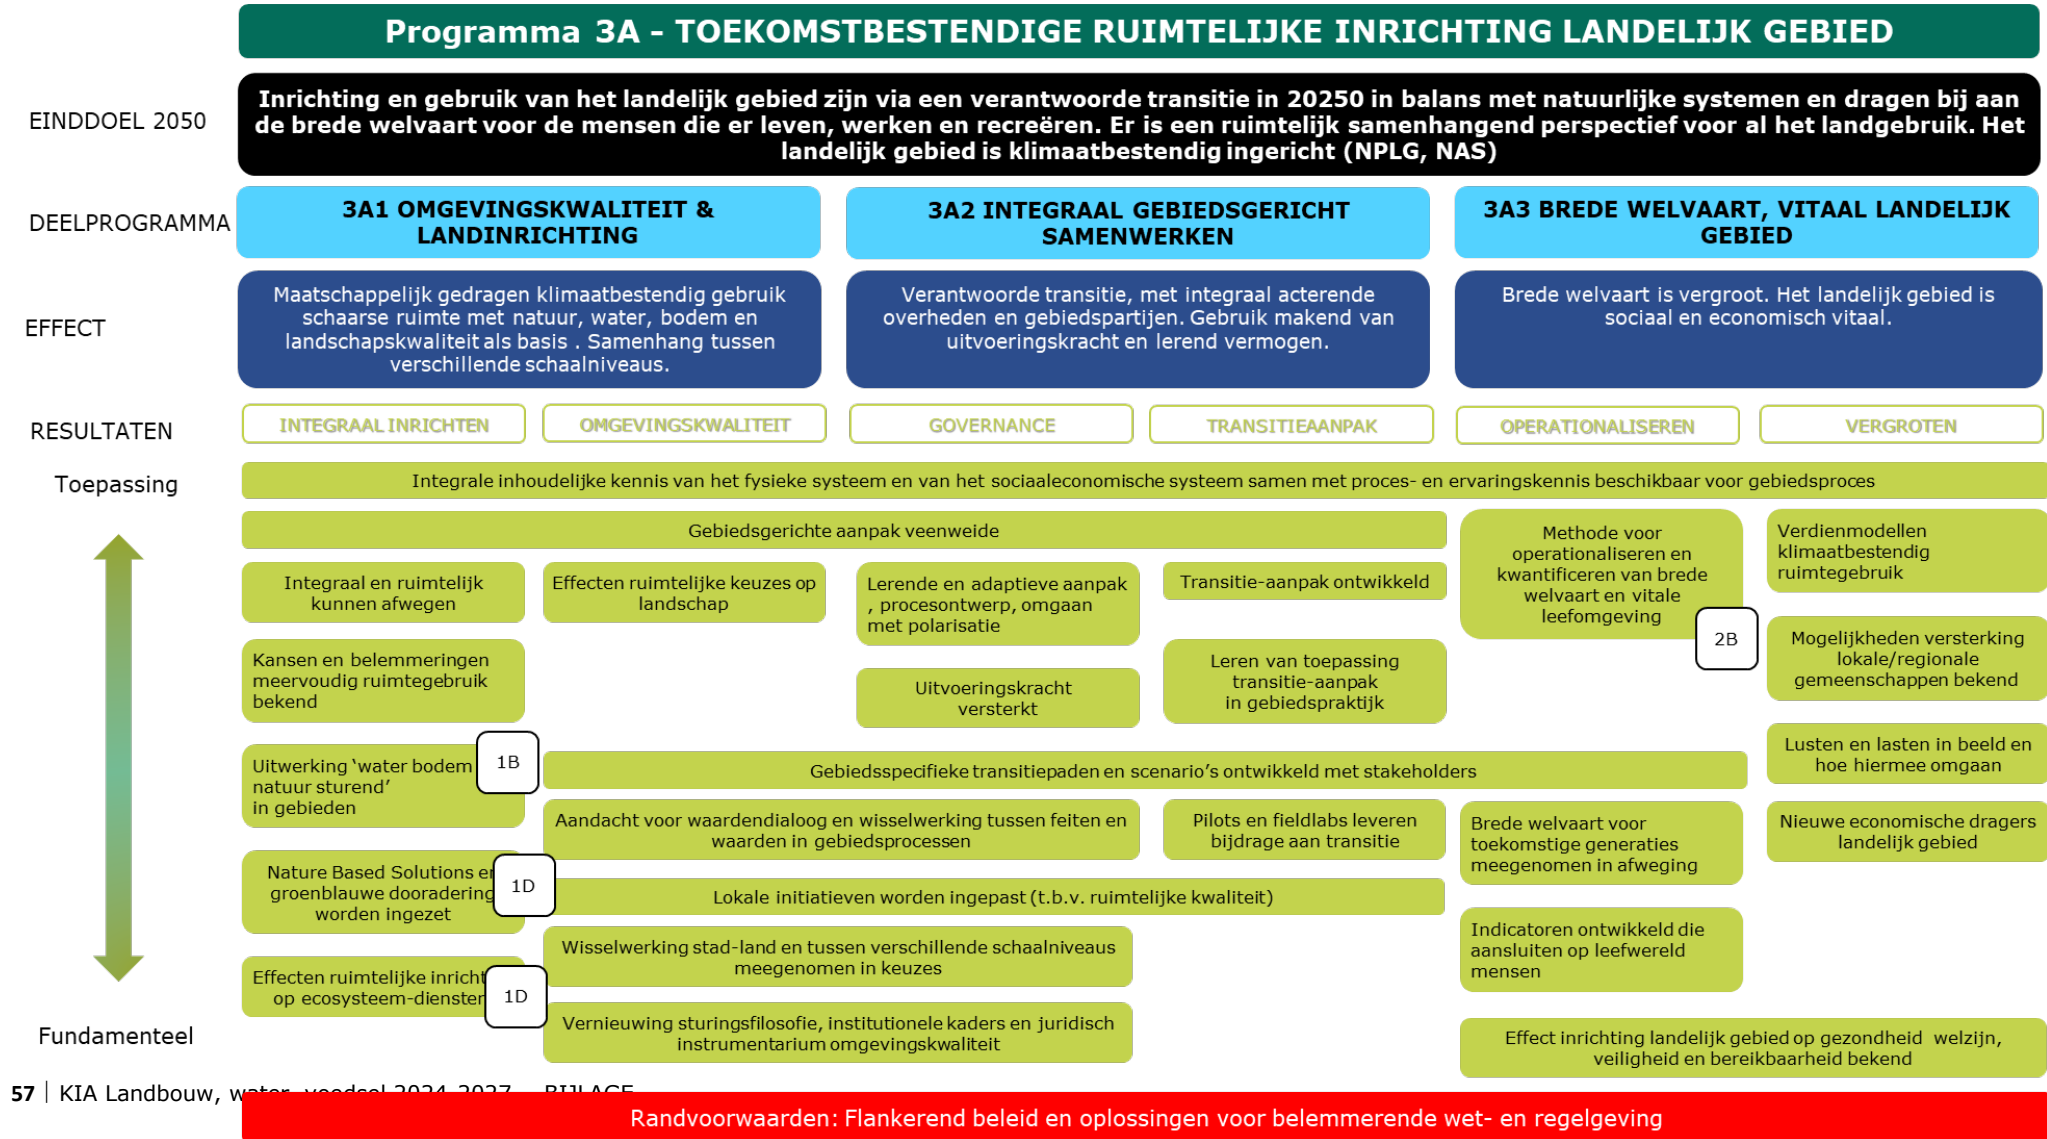 Programma 3A – TOEKOMSTBESTENDIGE RUIMTELIJKE INRICHTING LANDELIJK GEBIED
EINDDOEL 2050
Inrichting en gebruik van het landelijk gebied zijn via een verantwoorde transitie in 20250 in balans met natuurlijke systemen en dragen bij aan
de brede welvaart voor de mensen die er leven, werken en recreëren. Er is een ruimtelijk samenhangend perspectief voor al het landgebruik. Het
landelijk gebied is klimaatbestendig ingericht (NPLG, NAS)
DEELPROGRAMMA
3A1 OMGEVINGSKWALITEIT &
LANDINRICHTING
3A2 INTEGRAAL GEBIEDSGERICHT
SAMENWERKEN
3A3 BREDE WELVAART, VITAAL LANDELIJK
GEBIED
EFFECT
Maatschappelijk gedragen klimaatbestendig gebruik
schaarse ruimte met natuur, water, bodem en
landschapskwaliteit als basis . Samenhang tussen
verschillende schaalniveaus.
Verantwoorde transitie, met integraal acterende
overheden en gebiedspartijen. Gebruik makend van
uitvoeringskracht en lerend vermogen.
Brede welvaart is vergroot. Het landelijk gebied is
sociaal en economisch vitaal.
RESULTATEN
INTEGRAAL INRICHTEN
OMGEVINGSKWALITEIT
GOVERNANCE
TRANSITIEAANPAK
OPERATIONALISEREN
VERGROTEN
Toepassing
Integrale inhoudelijke kennis van het fysieke systeem en van het sociaaleconomische systeem samen met proces- en ervaringskennis beschikbaar voor gebiedsproces
Gebiedsgerichte aanpak veenweide
Integraal en ruimtelijk
kunnen afwegen
Effecten ruimtelijke keuzes op
landschap
Lerende en adaptieve aanpak
, procesontwerp, omgaan
met polarisatie
Transitie-aanpak ontwikkeld
Methode voor
operationaliseren en
kwantificeren van brede
welvaart en vitale
leefomgeving
2B
Verdienmodellen
klimaatbestendig
ruimtegebruik
Kansen en belemmeringen
meervoudig ruimtegebruik
bekend
Uitvoeringskracht
versterkt
Leren van toepassing
transitie-aanpak
in gebiedspraktijk
Mogelijkheden versterking
lokale/regionale
gemeenschappen bekend
Uitwerking ‘water bodem
natuur sturend’
in gebieden
1B
Gebiedsspecifieke transitiepaden en scenario’s ontwikkeld met stakeholders
Lusten en lasten in beeld en
hoe hiermee omgaan
Aandacht voor waardendialoog en wisselwerking tussen feiten en
waarden in gebiedsprocessen
Pilots en fieldlabs leveren
bijdrage aan transitie
Brede welvaart voor
toekomstige generaties
meegenomen in afweging
Nieuwe economische dragers
landelijk gebied
Nature Based Solutions en
groenblauwe dooradering
worden ingezet
1D
Lokale initiatieven worden ingepast (t.b.v. ruimtelijke kwaliteit)
Wisselwerking stad-land en tussen verschillende schaalniveaus
meegenomen in keuzes
Indicatoren ontwikkeld die
aansluiten op leefwereld
mensen
Effecten ruimtelijke inricht
op ecosysteem-diensten
1D
Vernieuwing sturingsfilosofie, institutionele kaders en juridisch
instrumentarium omgevingskwaliteit
Effect inrichting landelijk gebied op gezondheid welzijn,
veiligheid en bereikbaarheid bekend
Fundamenteel
57 | KIA Landbouw, water, voedsel 2024-2027 – BIJLAGE
Randvoorwaarden: Flankerend beleid en oplossingen voor belemmerende wet- en regelgeving